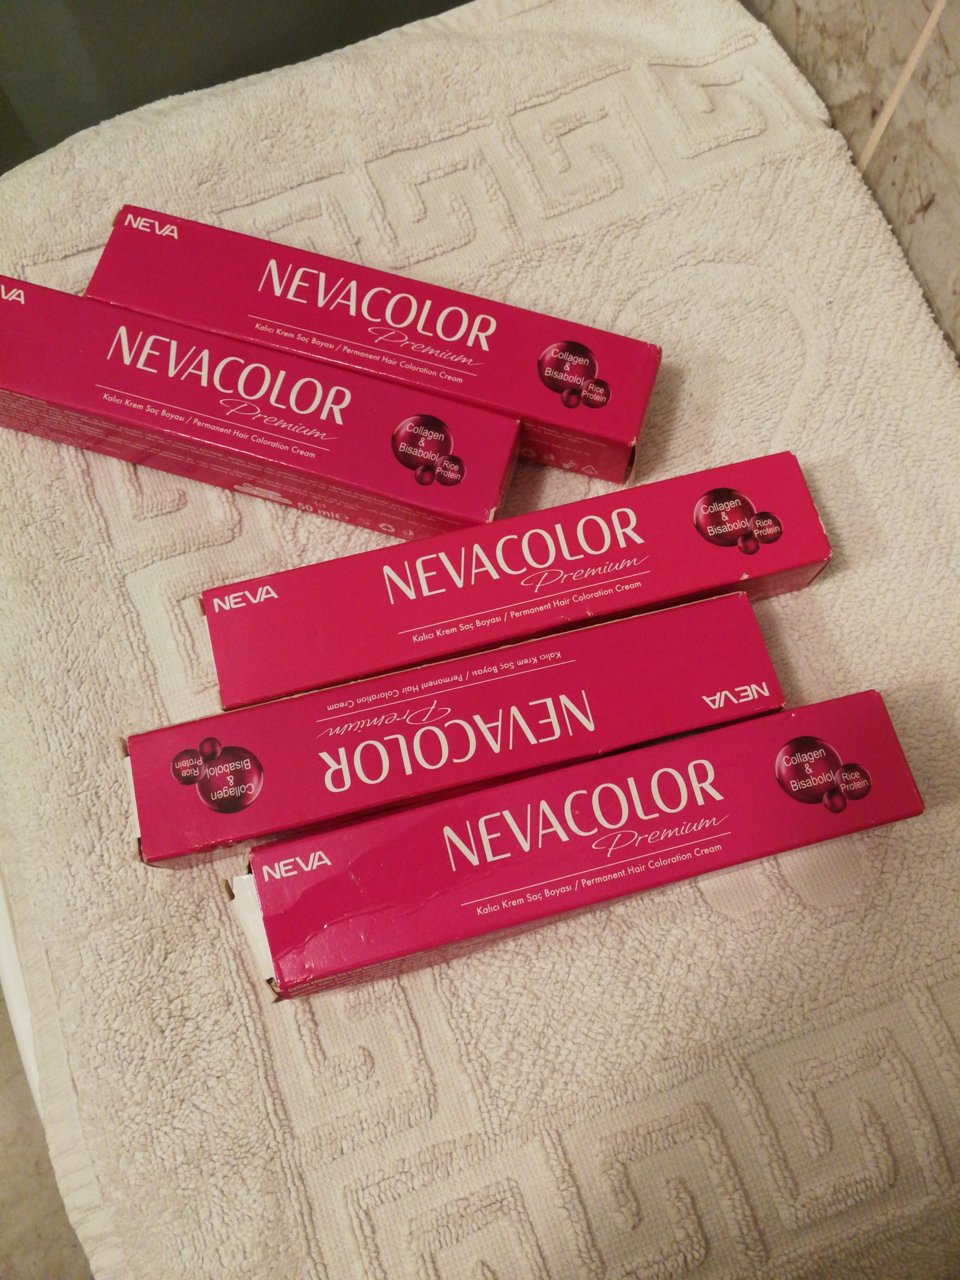 NEVA
NEVACOLOR
Premium
Kalıcı Krem Saç Boyası / Permanent Hair Coloration Cream
Collagen
&
Bisabolol
Rice
Protein
NEVACOLOR
Premium
Kalıcı Krem Saç Boyası / Permanent Hair Coloration Cream
Collagen
&
Bisabolol
Rice
Protein
NEVA
NEVACOLOR
Premium
Kalıcı Krem Saç Boyası / Permanent Hair Coloration Cream
Collagen
&
Bisabolol
Rice
Protein
NEVA
NEVACOLOR
Premium
Kalıcı Krem Saç Boyası / Permanent Hair Coloration Cream
Collagen
&
Bisabolol
Rice
Protein
NEVA
NEVACOLOR
Premium
Kalıcı Krem Saç Boyası / Permanent Hair Coloration Cream
Collagen
&
Bisabolol
Rice
Protein